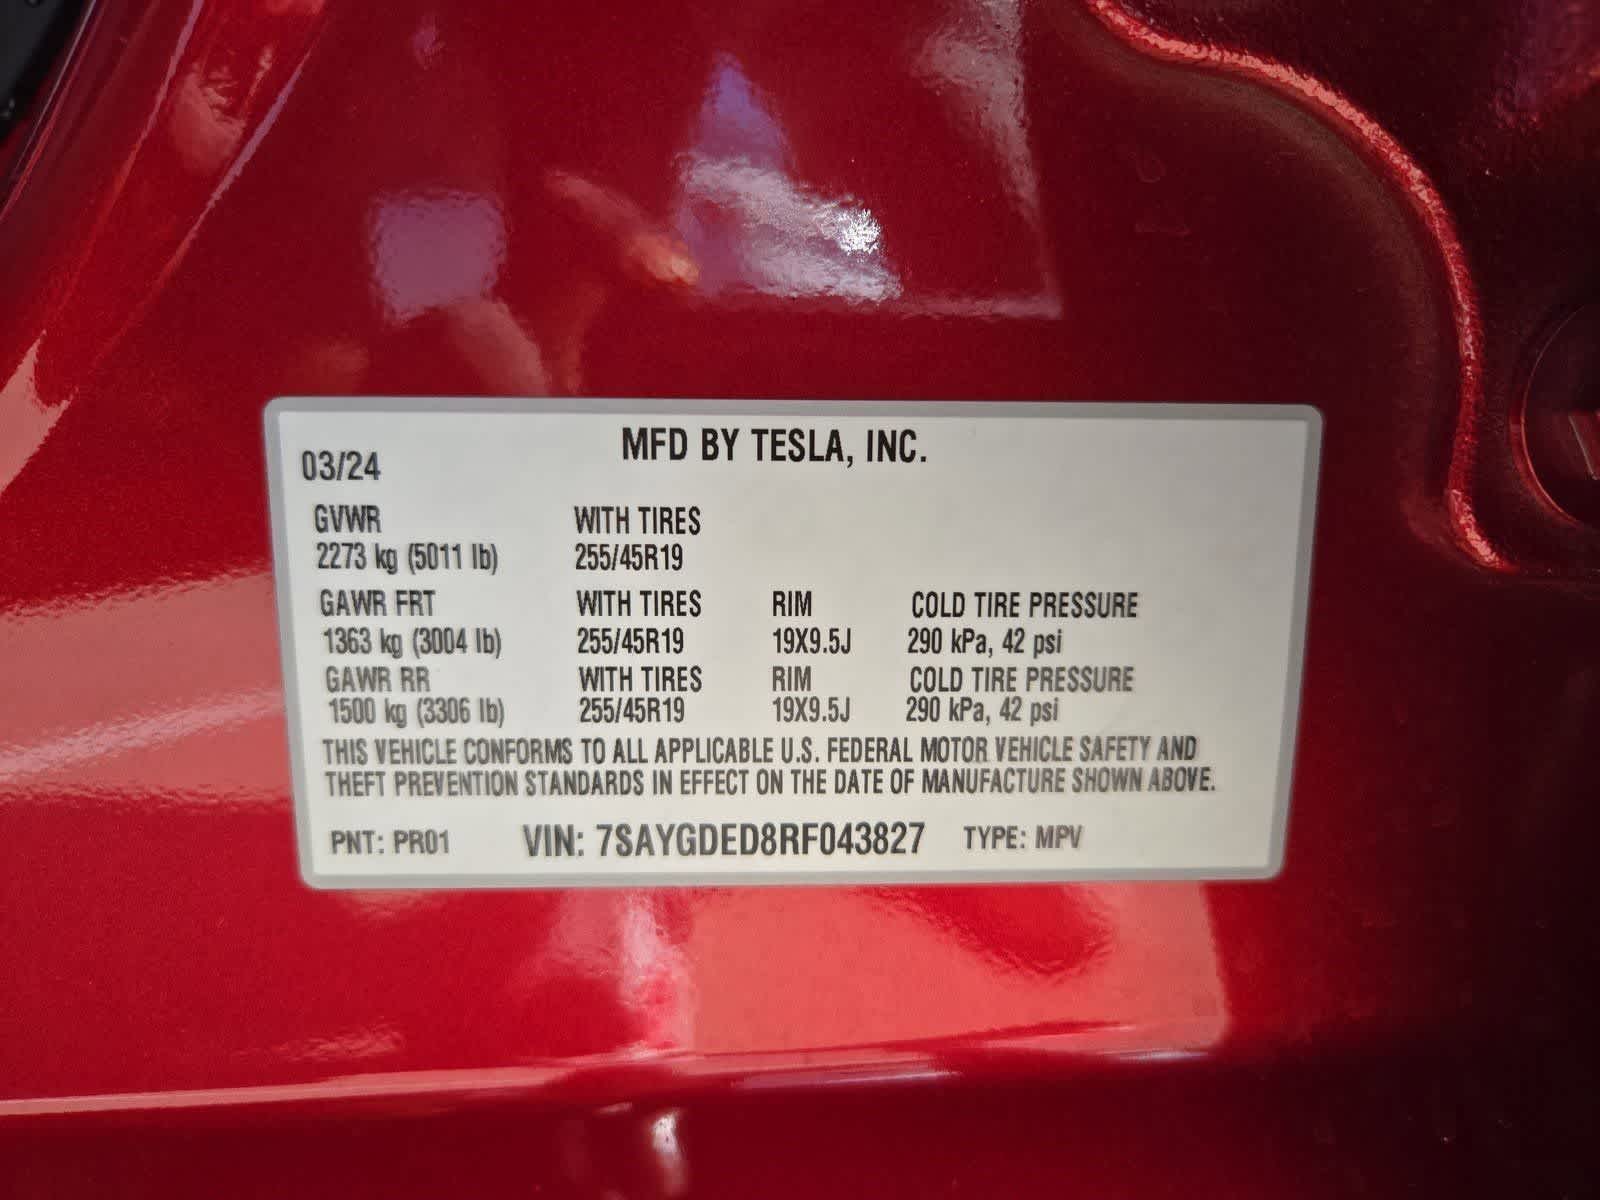 MFD BY TESLA, INC.
03/24
GVWR WITH TIRES
2273 kg (5011 lb) 255/45R19
GAWR FRT WITH TIRES RIM COLD TIRE PRESSURE
1363 kg (3004 lb) 255/45R19 19X9.5J 290 kPa, 42 psi
GAWR RR WITH TIRES RIM COLD TIRE PRESSURE
1500 kg (3306 lb) 255/45R19 19X9.5J 290 kPa, 42 psi
THIS VEHICLE CONFORMS TO ALL APPLICABLE U.S. FEDERAL MOTOR VEHICLE SAFETY AND
THEFT PREVENTION STANDARDS IN EFFECT ON THE DATE OF MANUFACTURE SHOWN ABOVE.
PNT: PR01 VIN: 7SAYGDED8RF043827 TYPE: MPV